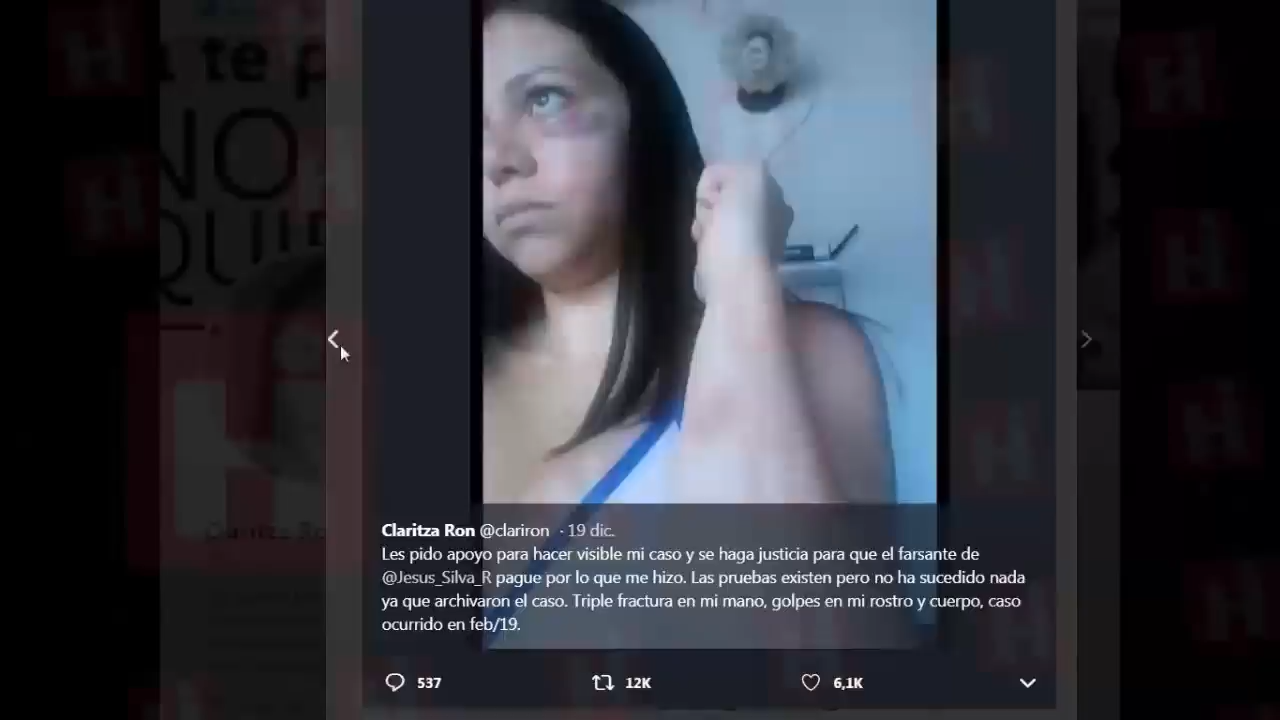 a te p
NO
QUI
Claritza Ron @clariron · 19 dic.
Les pido apoyo para hacer visible mi caso y se haga justicia para que el farsante de
@Jesus_Silva_R pague por lo que me hizo. Las pruebas existen pero no ha sucedido nada
ya que archivaron el caso. Triple fractura en mi mano, golpes en mi rostro y cuerpo, caso
ocurrido en feb/19.
537 12K 6,1K